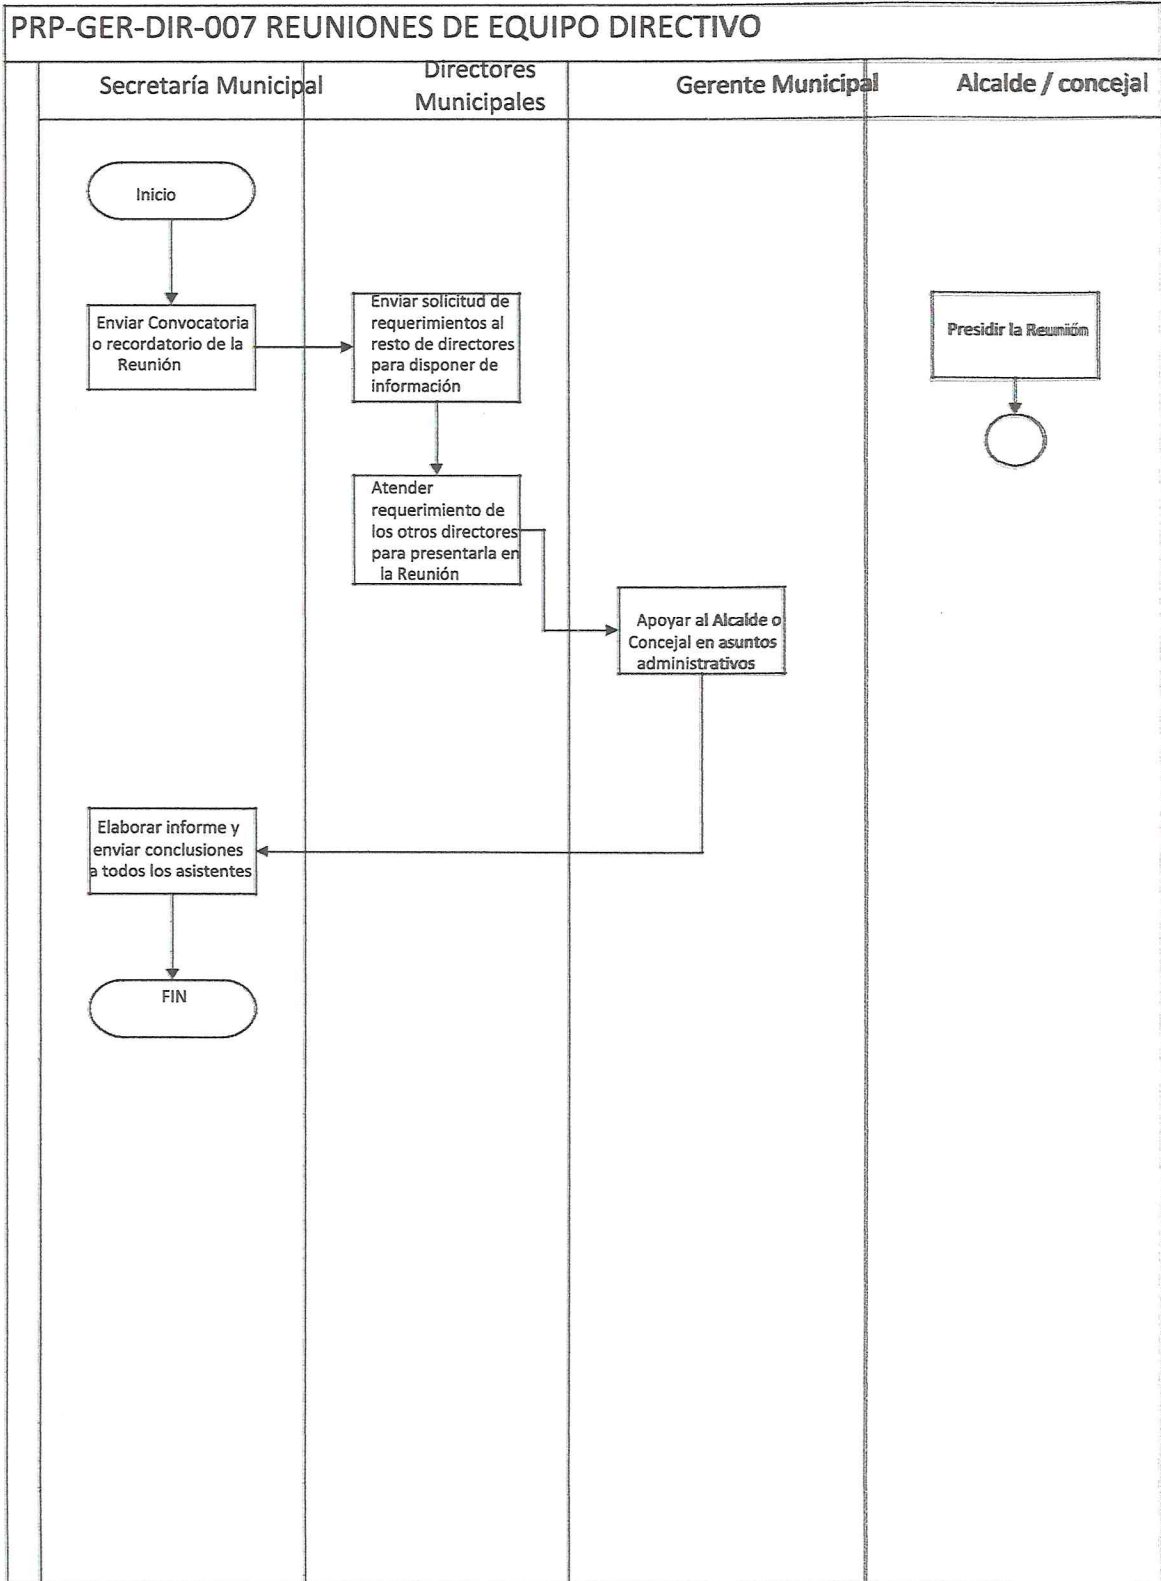 PRP-GER-DIR-007 REUNIONES DE EQUIPO DIRECTIVO
Secretaría Municipal
Directores
Municipales
Gerente Municipal
Alcalde / concejal
Inicio
Enviar Convocatoria
o recordatorio de la
Reunión
Enviar solicitud de
requerimientos al
resto de directores
para disponer de
información
Presidir la Reunión
Atender
requerimiento de
los otros directores
para presentarla en
la Reunión
Apoyar al Alcalde o
Concejal en asuntos
administrativos
Elaborar informe y
enviar conclusiones
a todos los asistentes
FIN